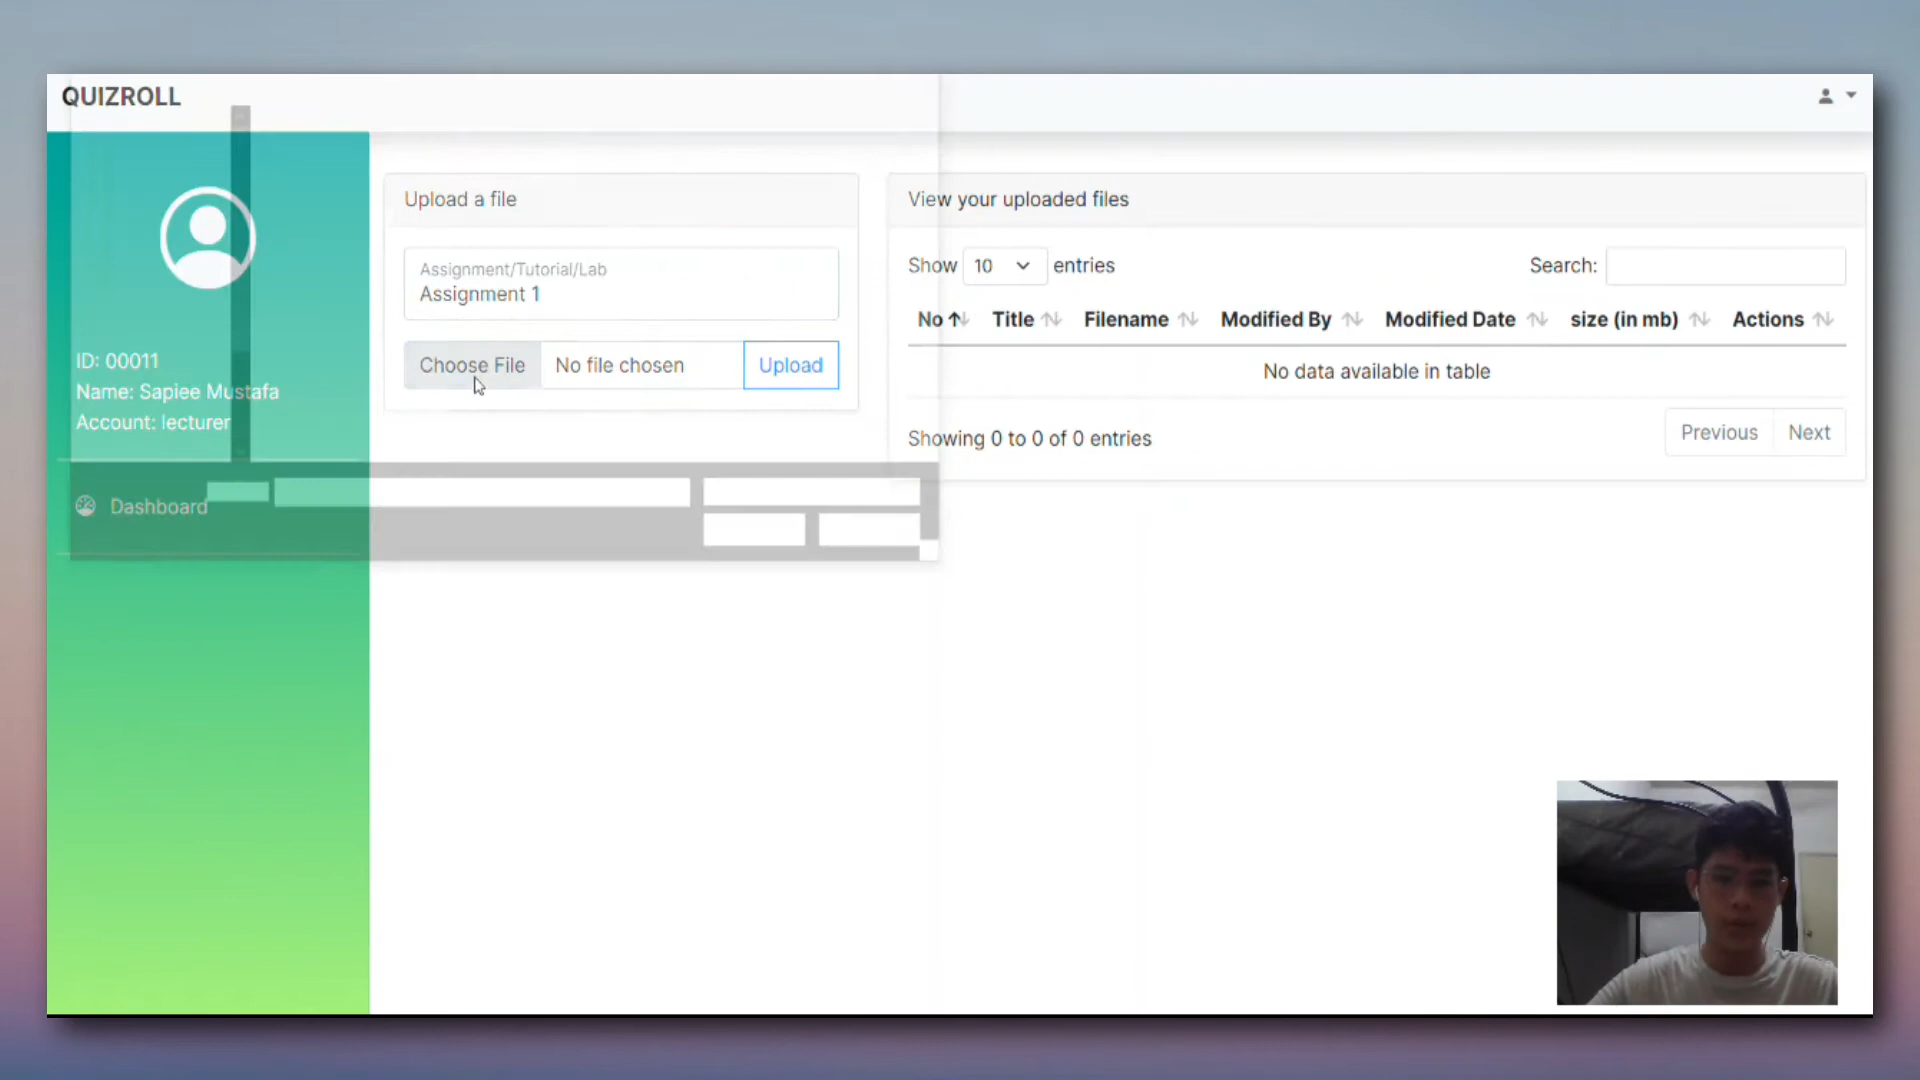 QUIZROLL
ID: 00011
Name: Sapiee Mustafa
Account: lecturer
Dashboard
Upload a file
Assignment/Tutorial/Lab
Assignment 1
Choose File No file chosen Upload
View your uploaded files
Show 10 entries Search:
No Title Filename Modified By Modified Date size (in mb) Actions
No data available in table
Showing 0 to 0 of 0 entries Previous Next